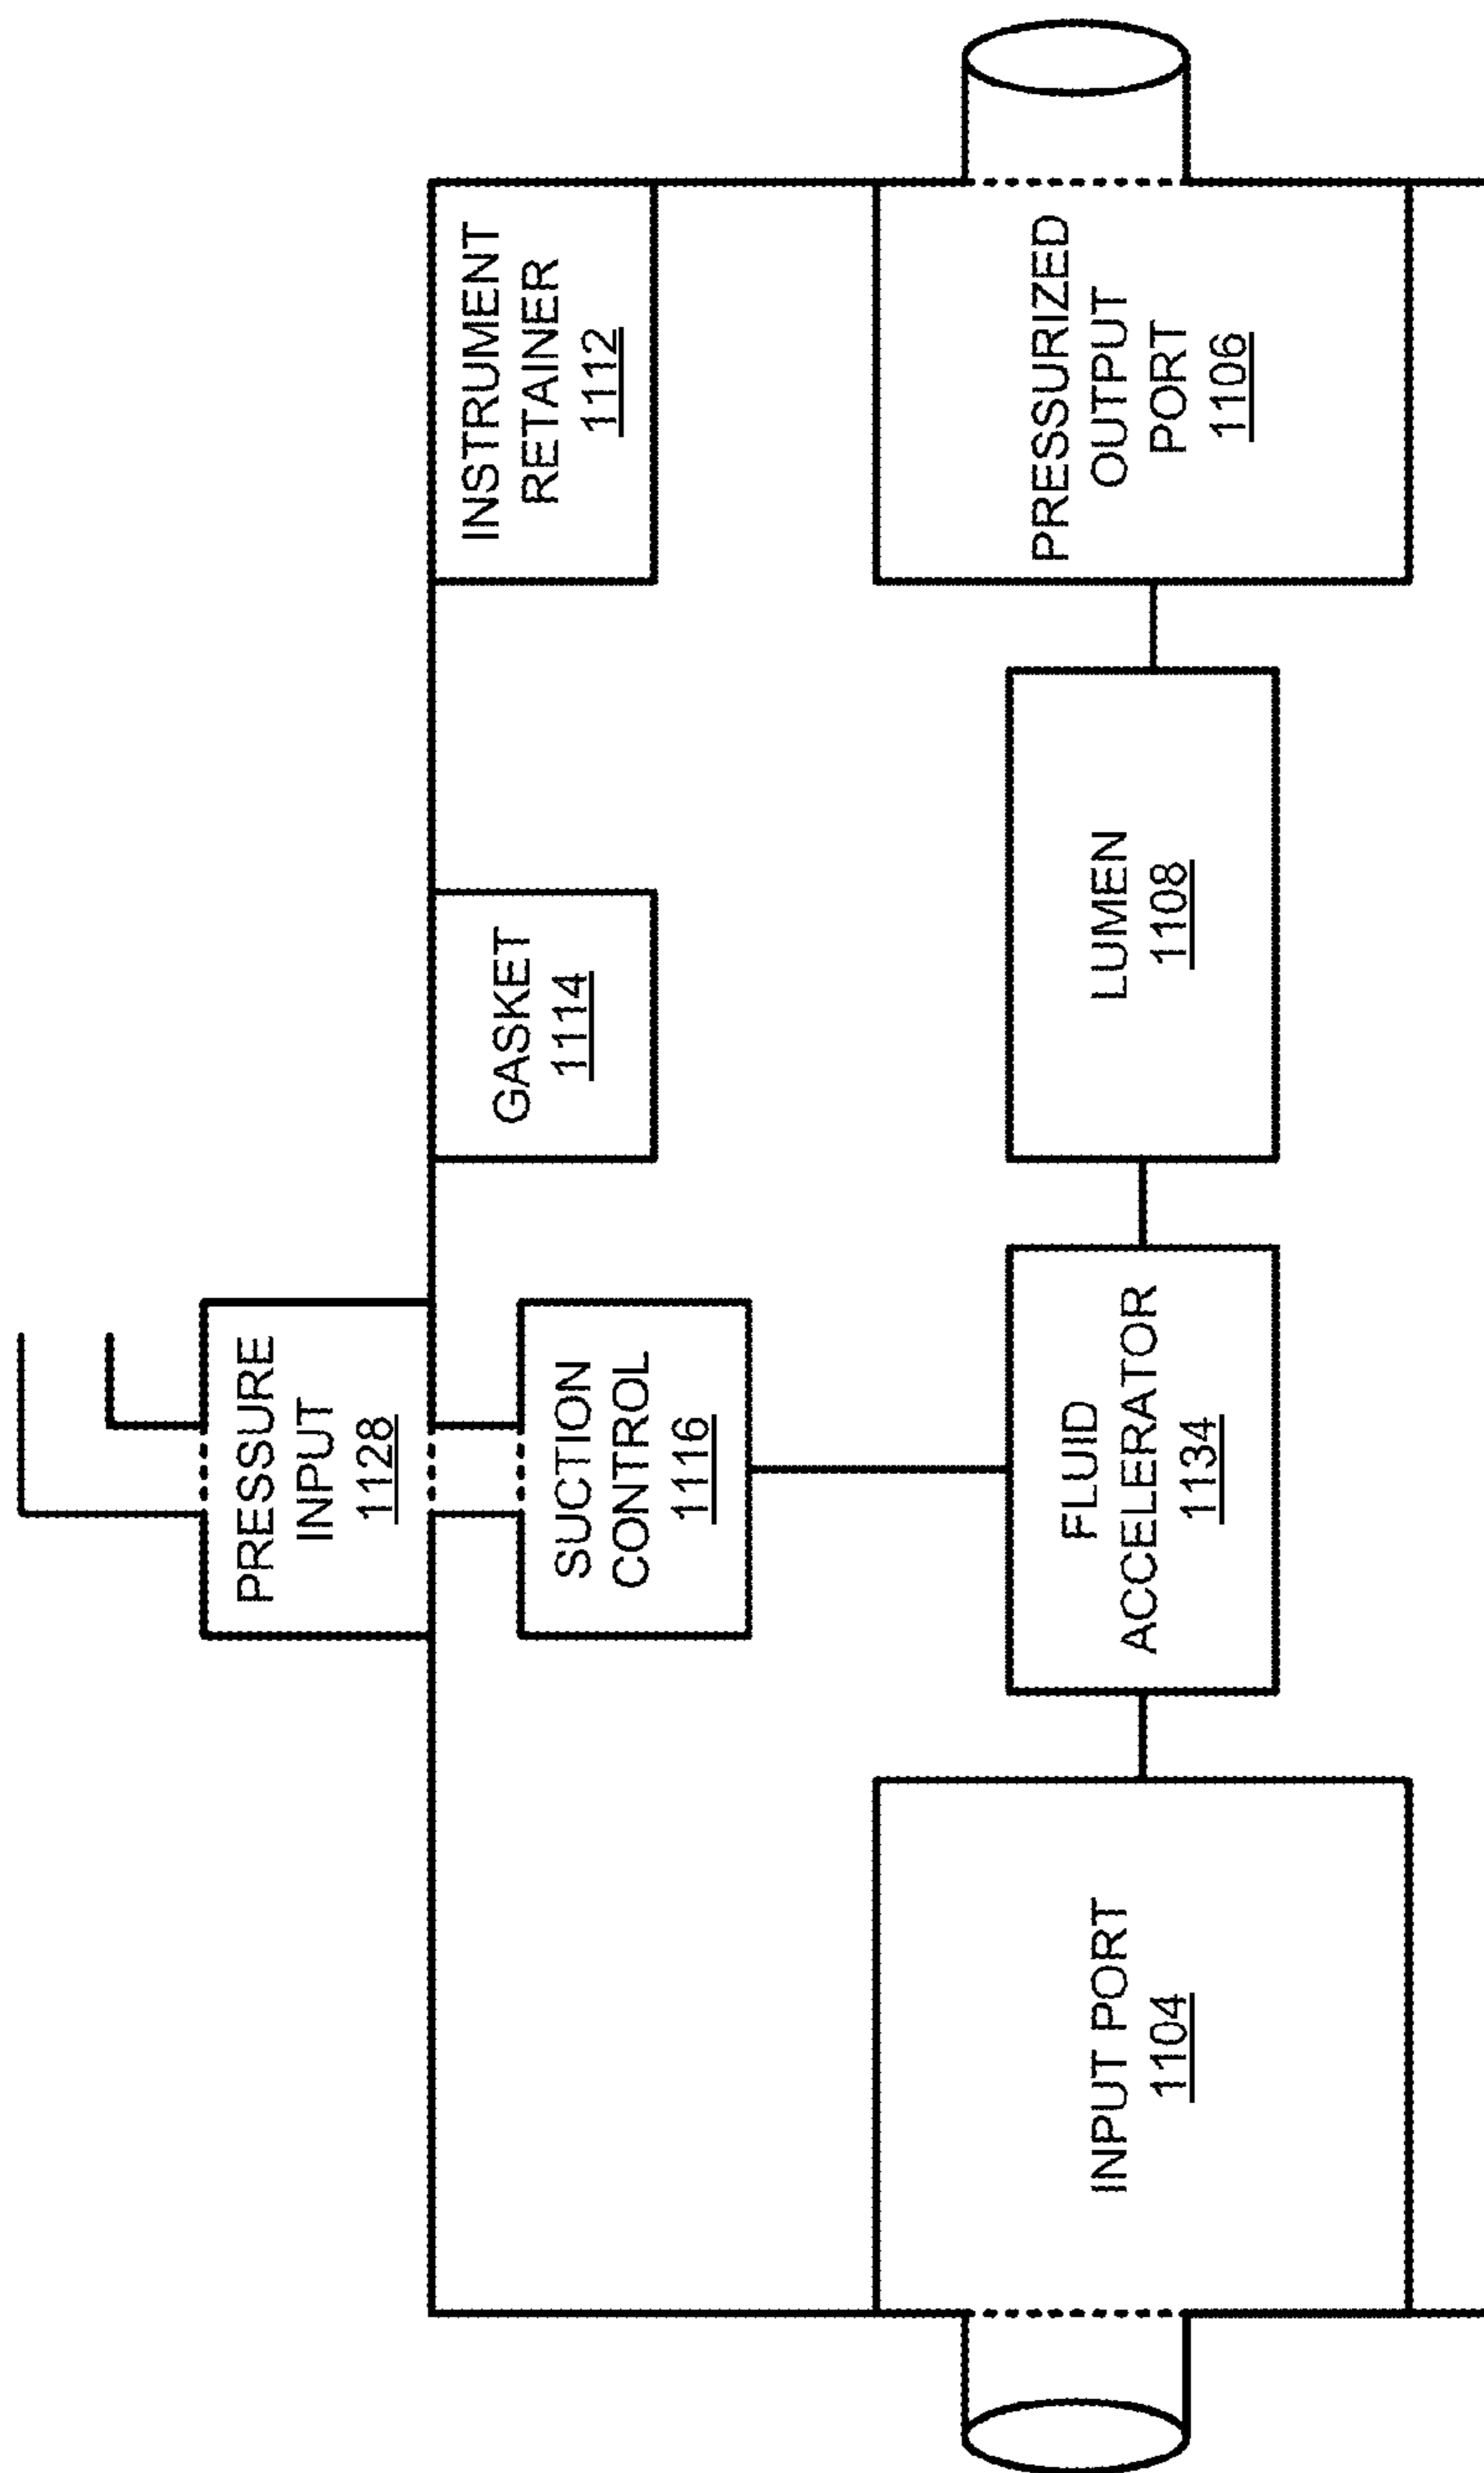 PRESSURE
INPUT
1128
SUCTION
CONTROL
1116
GASKET
1114
INSTRUMENT
RETAINER
1112
INPUT PORT
1104
FLUID
ACCELERATOR
1134
LUMEN
1108
PRESSURIZED
OUTPUT
PORT
1106